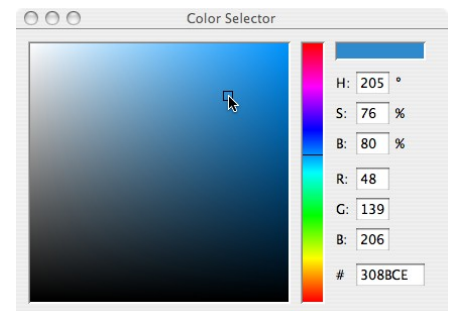 Color Selector
H: 205 °
S: 76 %
B: 80 %
R: 48
G: 139
B: 206
# 308BCE